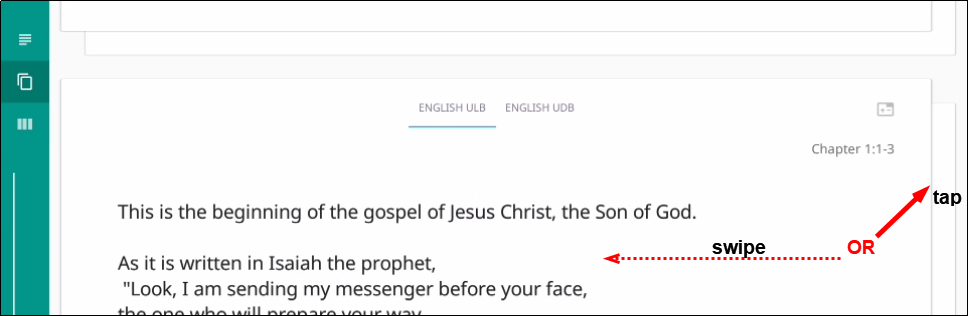 ENGLISH ULB ENGLISH UDB
Chapter 1:1-3
This is the beginning of the gospel of Jesus Christ, the Son of God.
tap
swipe OR
As it is written in Isaiah the prophet,
"Look, I am sending my messenger before your face,
the one who will prepare your way